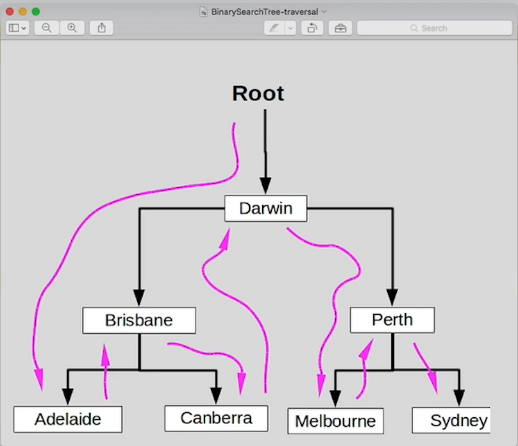 BinarySearchTree-traversal
Search
Root
Darwin
Brisbane
Perth
Adelaide
Canberra
Melbourne
Sydney